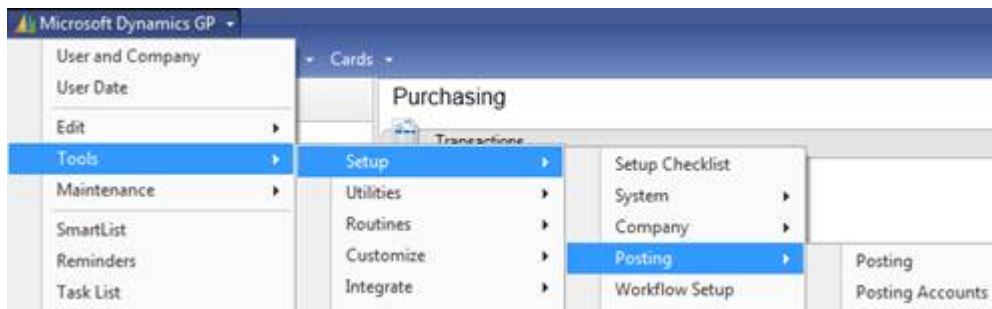 Microsoft Dynamics GP
User and Company
User Date
Edit
Tools
Maintenance
SmartList
Reminders
Task List
Cards
Purchasing
Transactions
Setup
Utilities
Routines
Customize
Integrate
Setup Checklist
System
Company
Posting
Workflow Setup
Posting
Posting Accounts